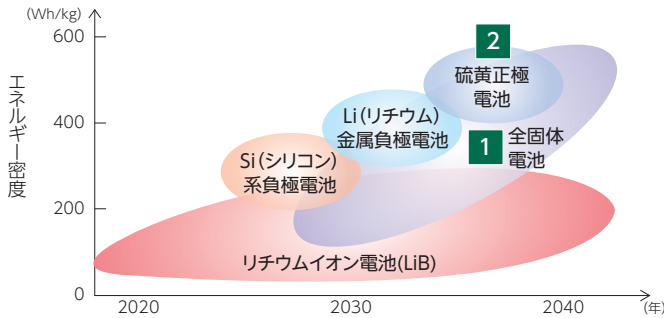 (Wh/kg)
600
400
200
0
エネルギー密度
2
硫黄正極
電池
Li(リチウム)
金属負極電池
1
全固体
電池
Si(シリコン)
系負極電池
リチウムイオン電池(LiB)
2020
2030
2040
(年)